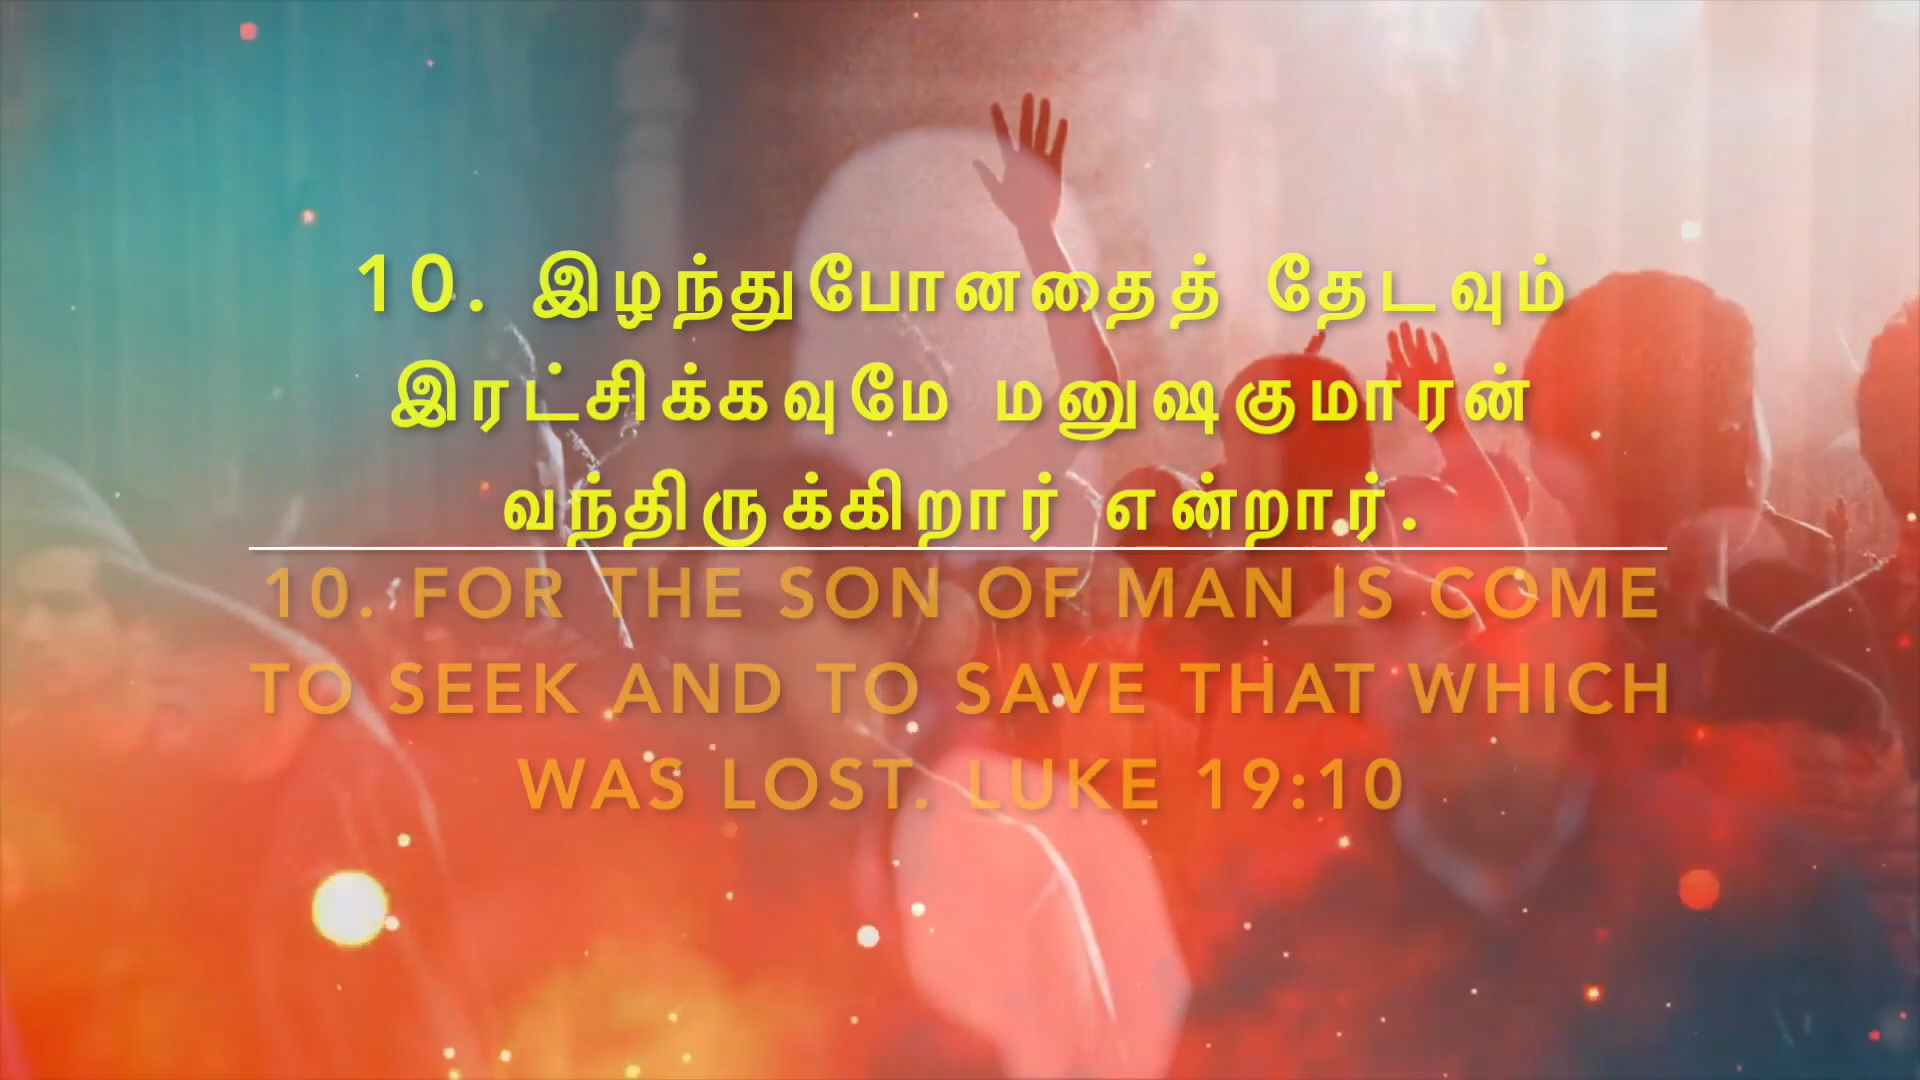 10. இழந்துபோனதைத் தேடவும்
இரட்சிக்கவுமே மனுஷகுமாரன்
வந்திருக்கிறார் என்றார்.
10. FOR THE SON OF MAN IS COME
TO SEEK AND TO SAVE THAT WHICH
WAS LOST. LUKE 19:10